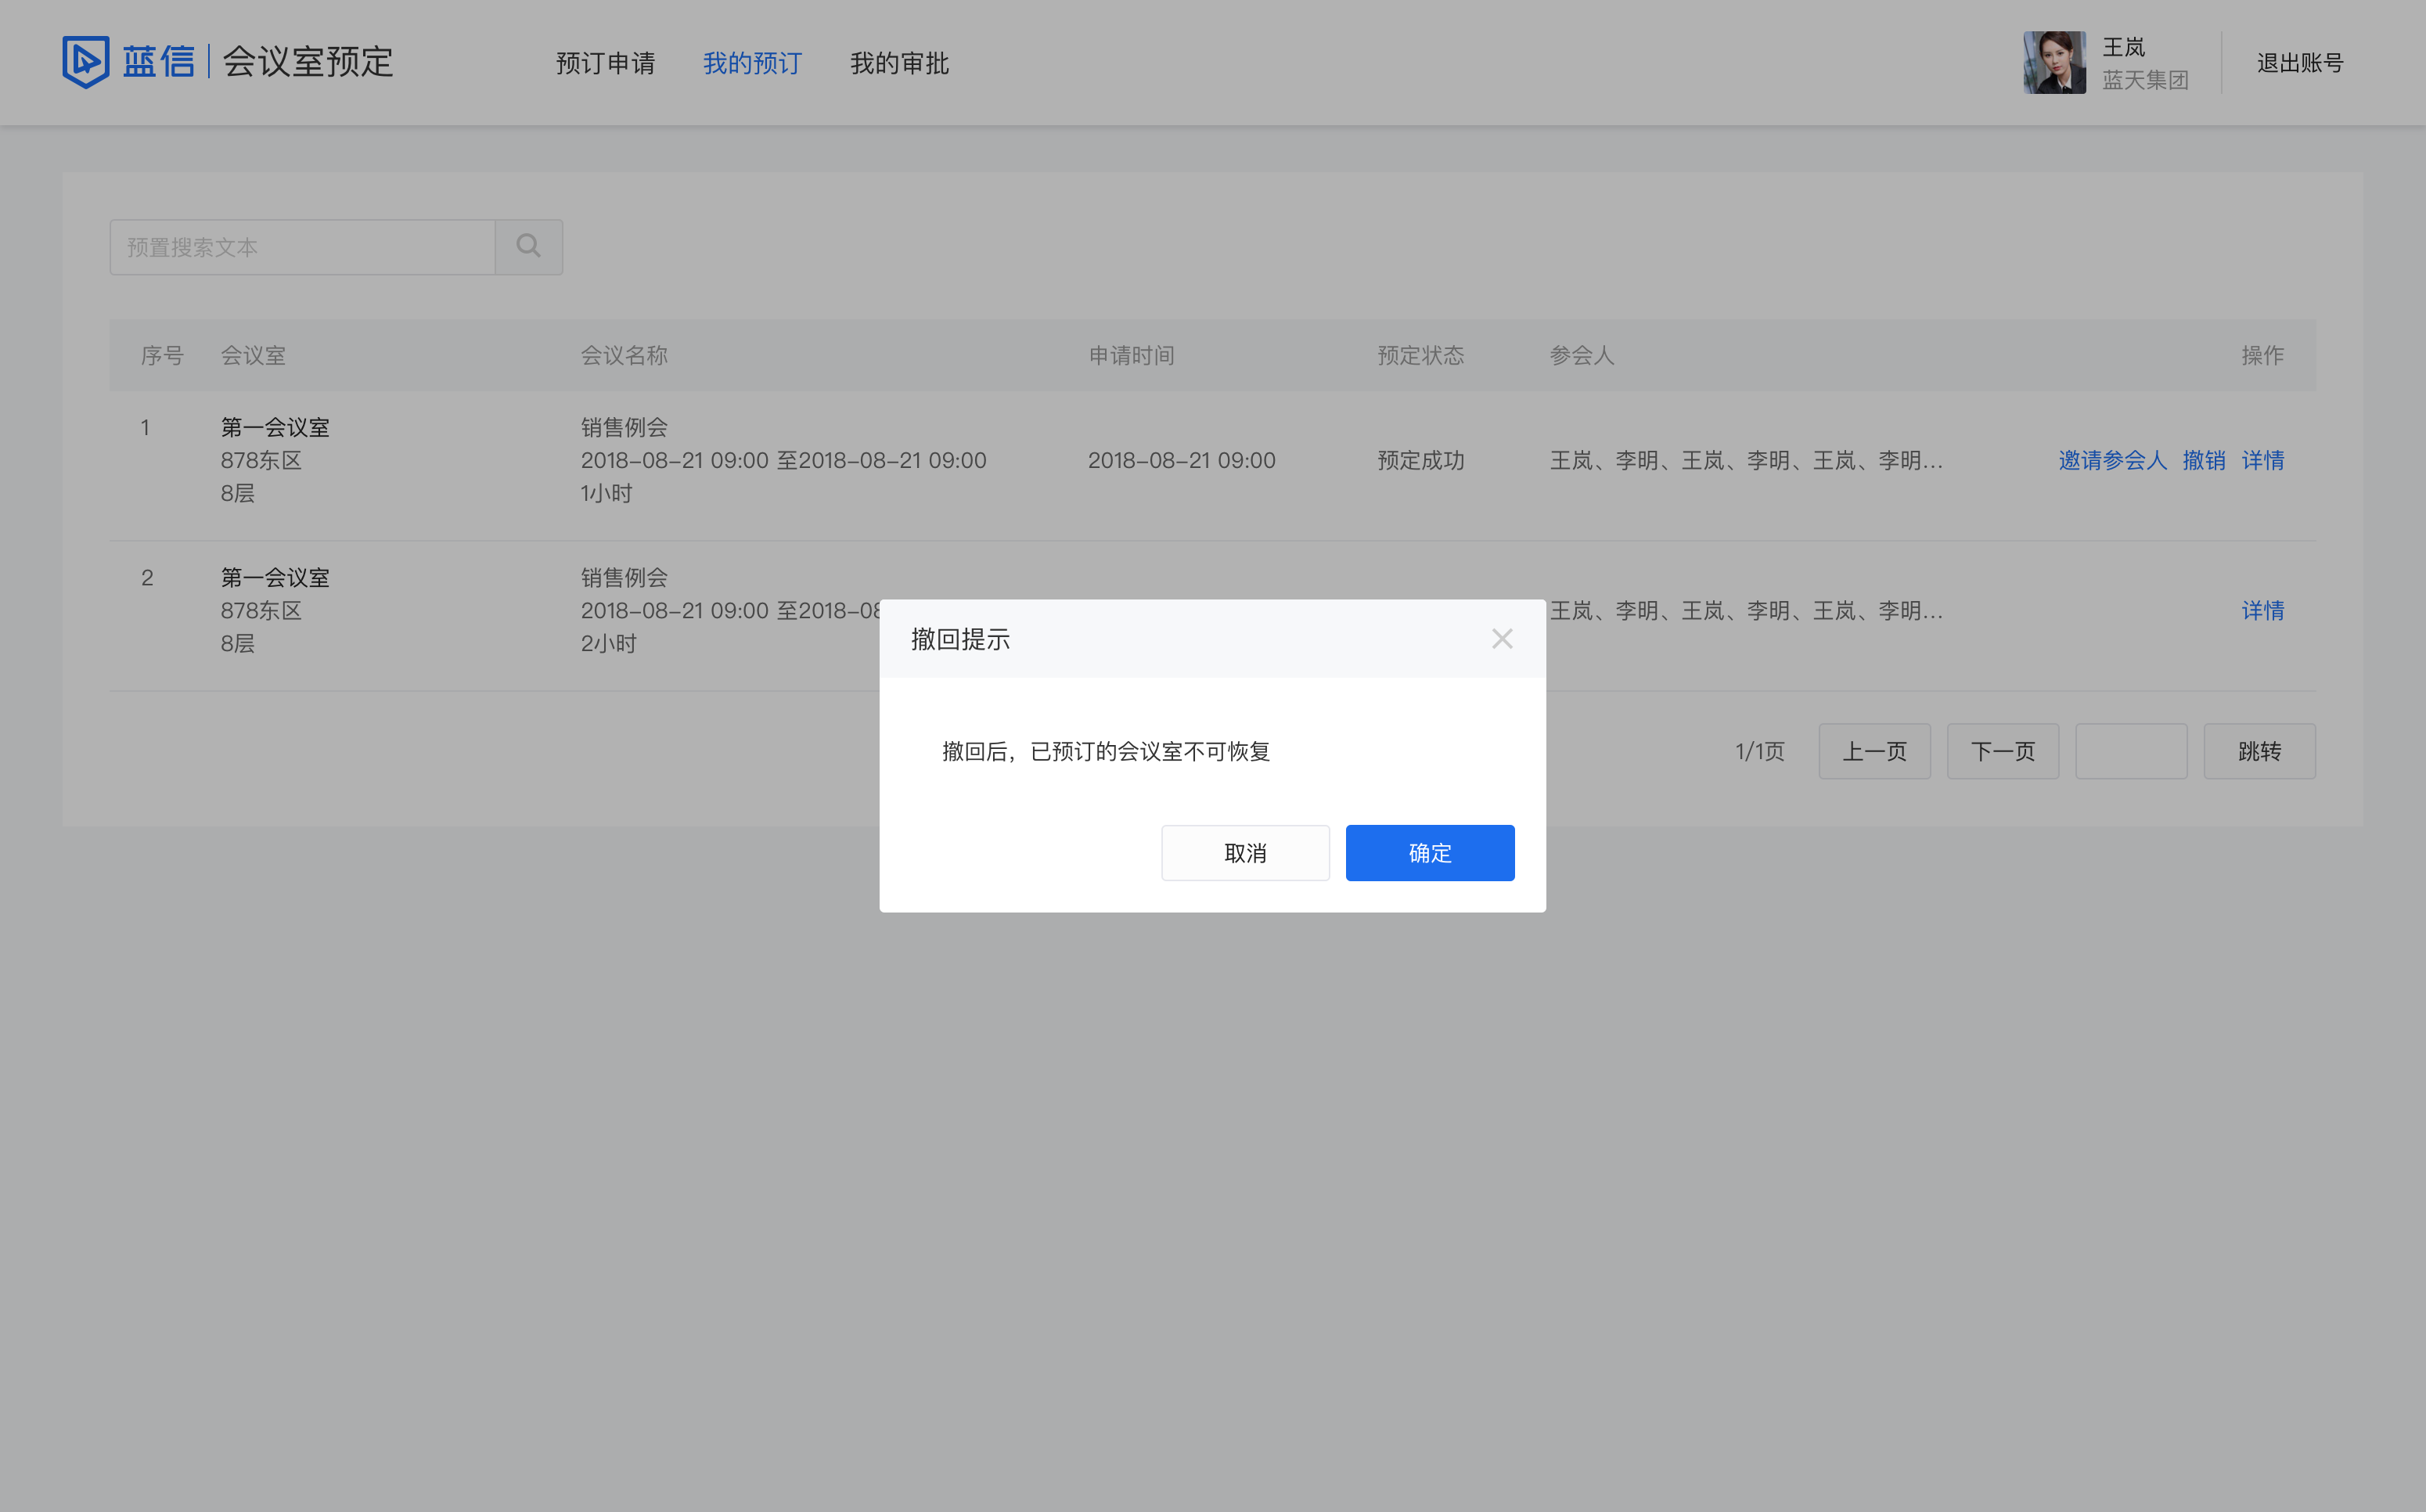 蓝信 会议室预定 预订申请 我的预订 我的审批 王岚 退出账号
蓝天集团
预置搜索文本
序号 会议室 会议名称 申请时间 预定状态 参会人 操作
1 第一会议室 销售例会
878东区 2018-08-21 09:00 至2018-08-21 09:00 2018-08-21 09:00 预定成功 王岚、李明、王岚、李明、王岚、李明... 邀请参会人 撤销 详情
8层 1小时
2 第一会议室 销售例会
878东区 2018-08-21 09:00 至2018-08 王岚、李明、王岚、李明、王岚、李明... 详情
8层 2小时
撤回提示
撤回后，已预订的会议室不可恢复
取消 确定
1/1页 上一页 下一页 跳转